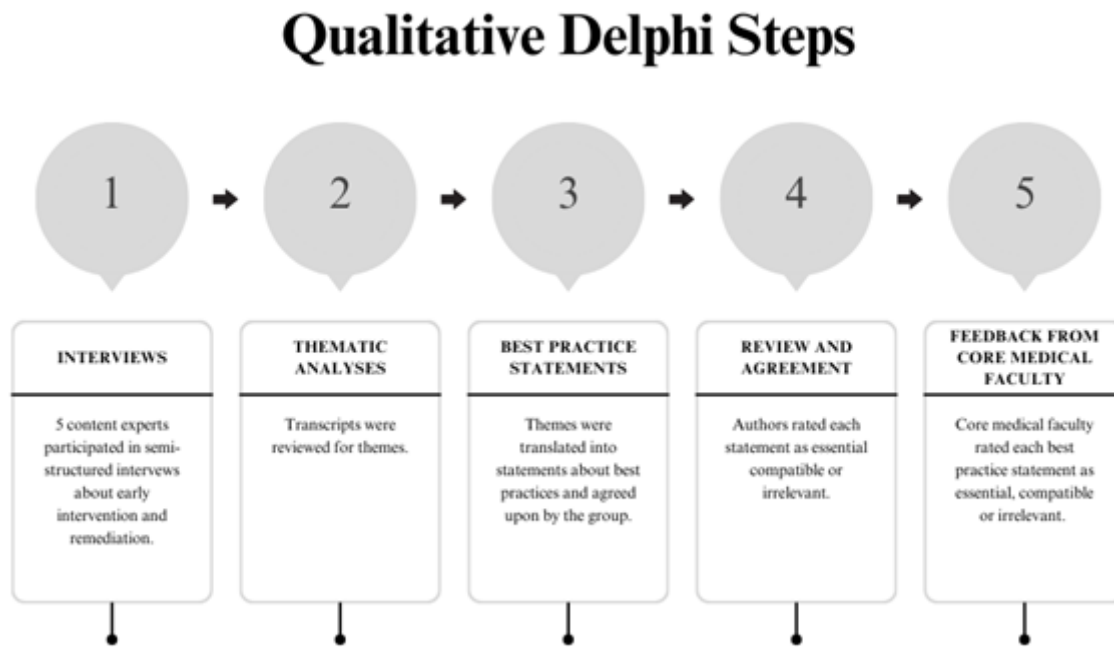 Qualitative Delphi Steps
1
2
3
4
5
INTERVIEWS
5 content experts
participated in semi-
structured intervews
about early
intervention and
remediation.
THEMATIC
ANALYSES
Transcripts were
reviewed for themes.
BEST PRACTICE
STATEMENTS
Themes were
translated into
statements about best
practices and agreed
upon by the group.
REVIEW AND
AGREEMENT
Authors rated each
statement as essential
compatible or
irrelevant.
FEEDBACK FROM
CORE MEDICAL
FACULTY
Core medical faculty
rated each best
practice statement as
essential, compatible
or irrelevant.